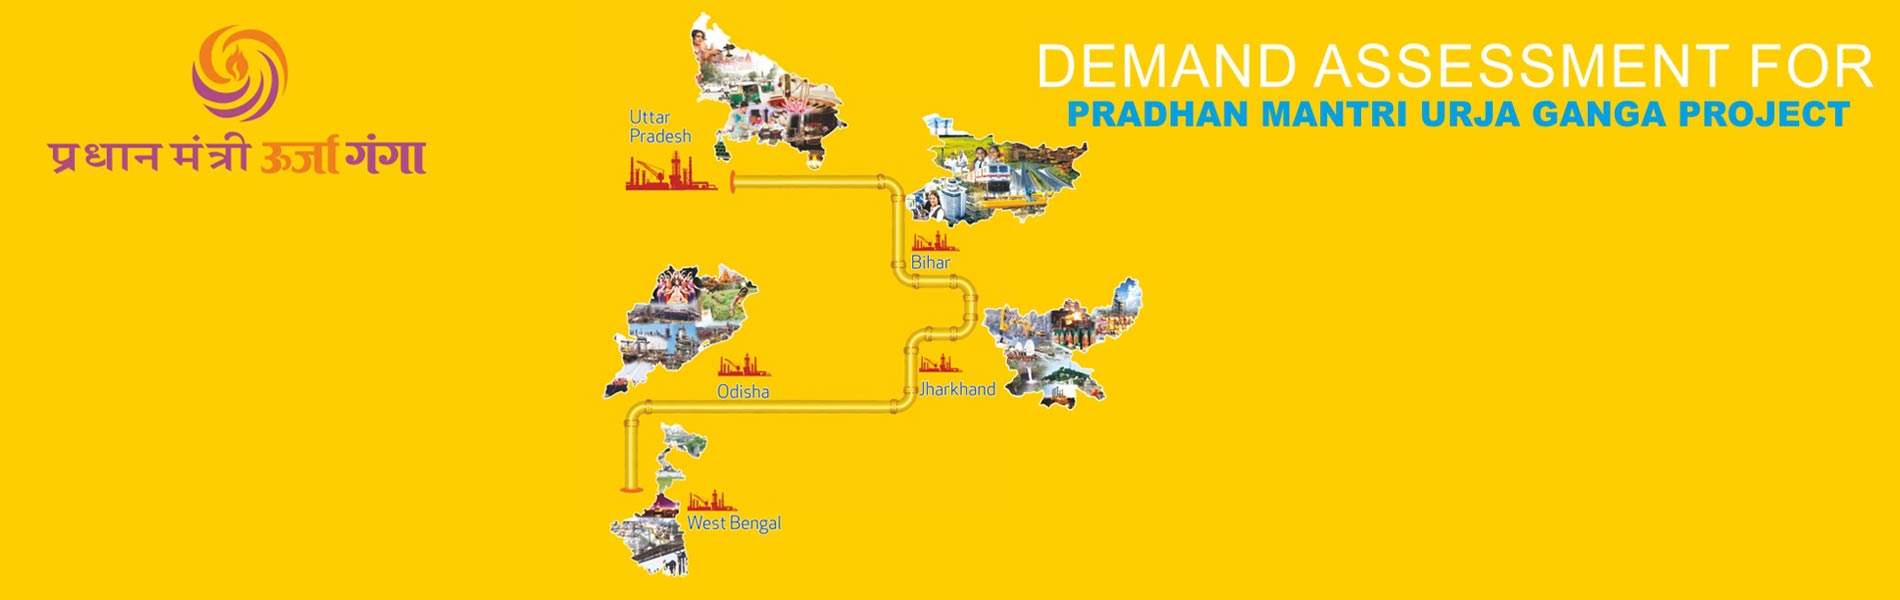 प्रधान मंत्री ऊर्जा गंगा
DEMAND ASSESSMENT FOR
PRADHAN MANTRI URJA GANGA PROJECT
Uttar
Pradesh
Bihar
Jharkhand
Odisha
West Bengal